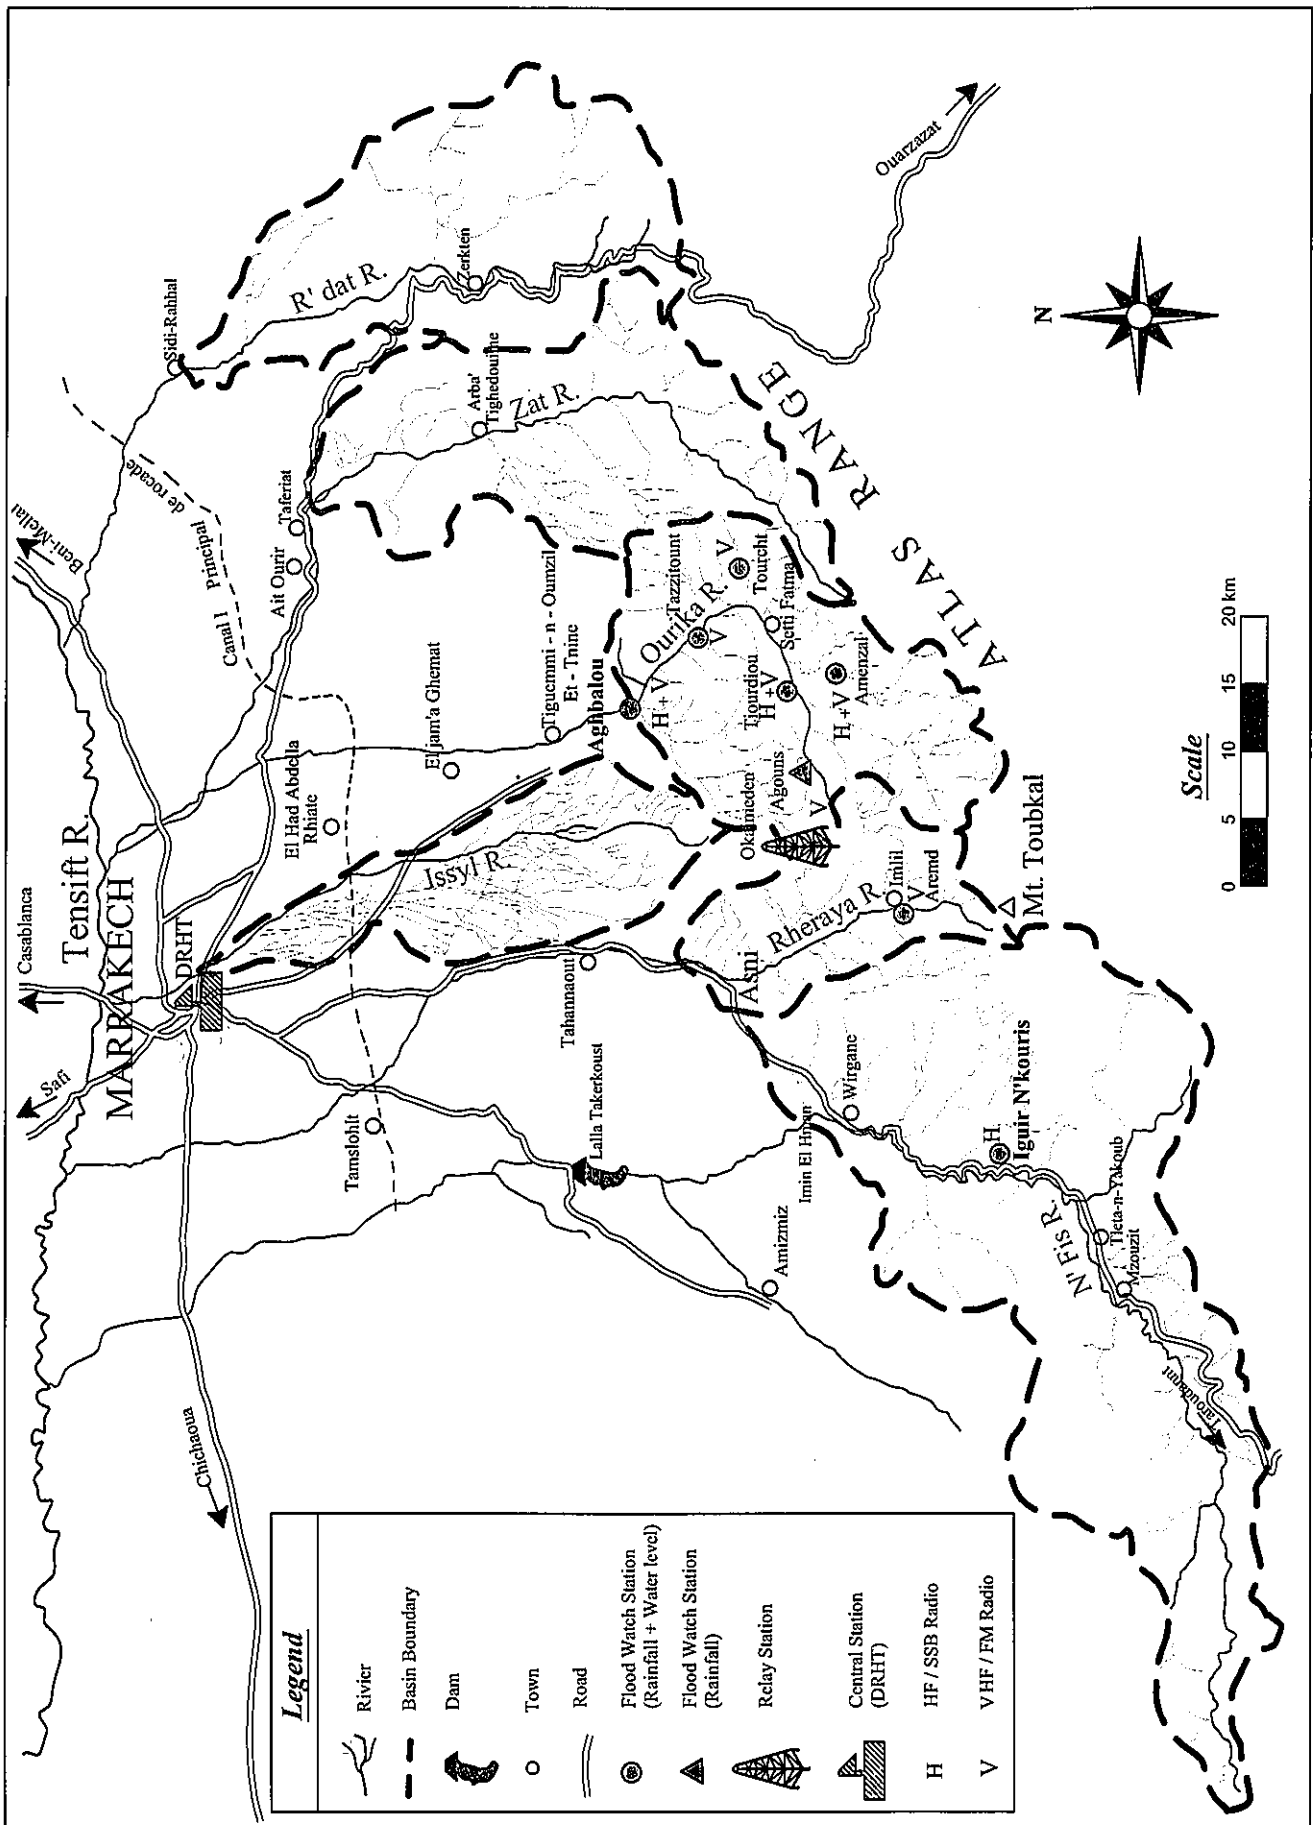 Casablanca
Safi
Beni-Mellal
Tensift R.
MARRAKECH
DRHT
Chichaoua
Sidi-Rahhal
R' dat R.
Zerkten
Ouarzazat
Canal I Principal de rocade
Taferiat
Ait Ourir
Arba'
Tighedouine
Zat R.
El Had Abdella
Rhiate
El jam'a Ghemat
Tiguemmi - n - Oumzil
Et - Tnine
Aghbalou
H + V
Ourika R.
Tazzitount
V
Tourcht
V
Setti Fatma
Tiourdiou
H +V
Amenzal
H +V
Agouns
V
Okaimeden
Issyl R.
Tamslohlt
Tahannaout
Lalla Takerkoust
Asni
Rheraya R.
Imlil
V
Aremd
Mt. Toubkal
ATLAS RANGE
Wirgane
Imin El Hman
Amizmiz
H
Iguir N'kouris
N' Fis R.
Tleta-n-Yakoub
Mzouzit
Taroudannt
N
Scale
0 5 10 15 20 km
Legend
Rivier
Basin Boundary
Dam
Town
Road
Flood Watch Station
(Rainfall + Water level)
Flood Watch Station
(Rainfall)
Relay Station
Central Station
(DRHT)
H HF / SSB Radio
V VHF / FM Radio